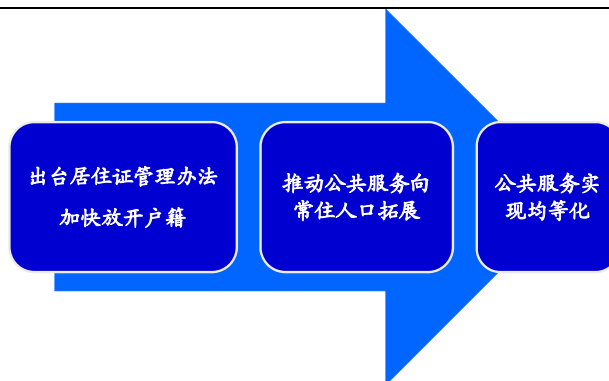 出台居住证管理办法
加快放开户籍
推动公共服务向
常住人口拓展
公共服务实
现均等化